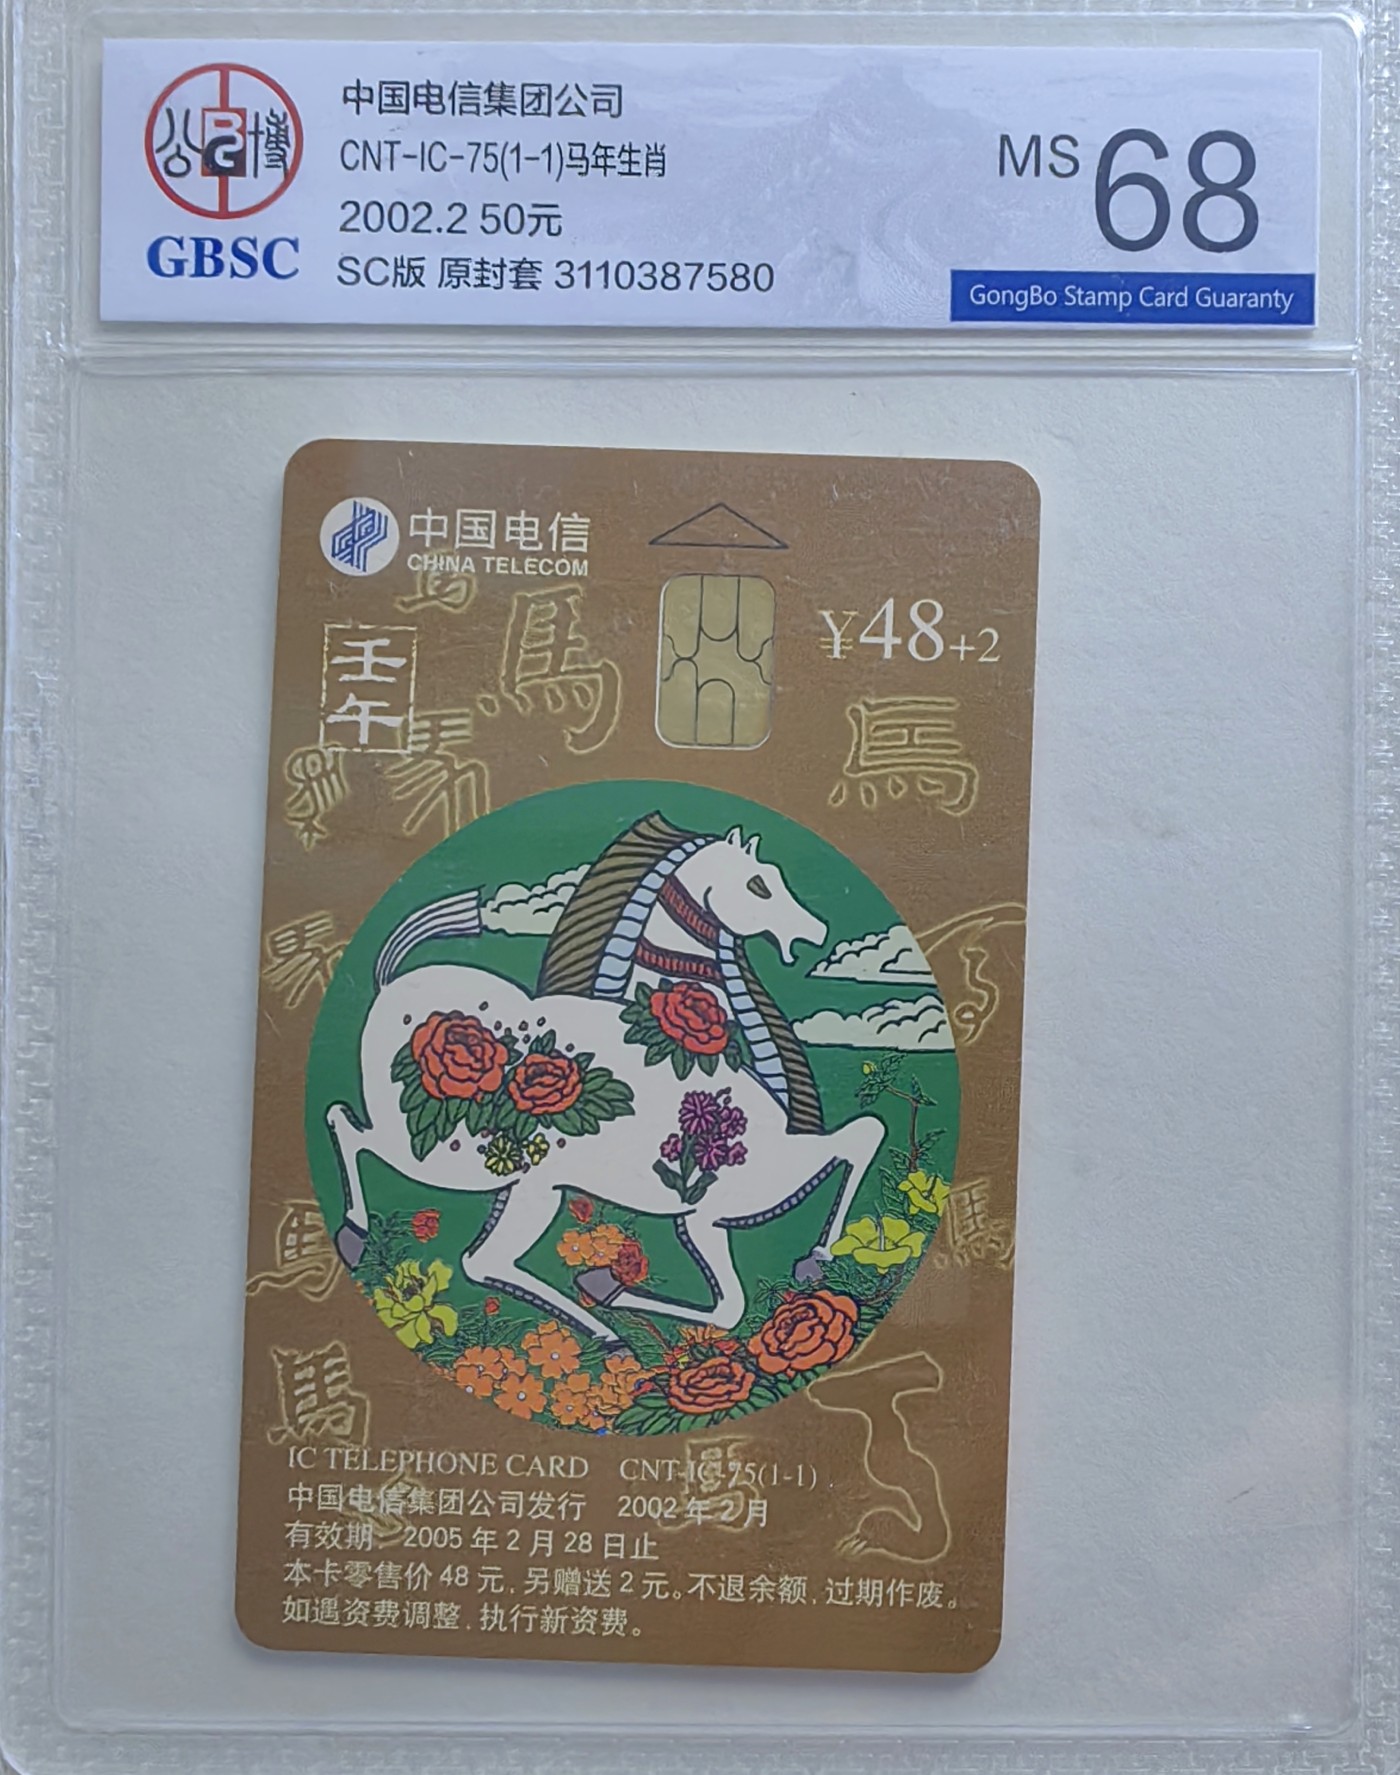 公 BG 博
GBSC
中国电信集团公司
CNT-IC-75(1-1)马年生肖
2002.2 50元
SC版 原封套 3110387580
MS 68
GongBo Stamp Card Guaranty
中国电信
CHINA TELECOM
¥48+2
壬午
馬
馬
馬
馬
馬
馬
馬
IC TELEPHONE CARD CNT-IC-75(1-1)
中国电信集团公司发行 2002年2月
有效期 2005年2月28日止
本卡零售价48元,另赠送2元。不退余额,过期作废。
如遇资费调整,执行新资费。